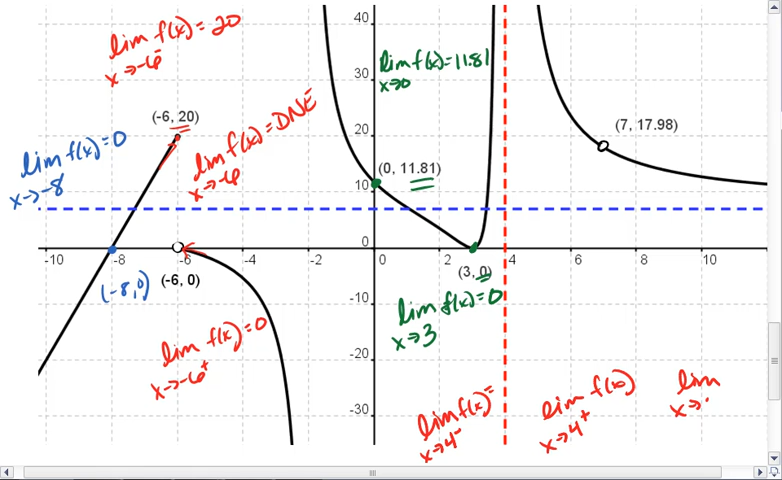 lim f(x) = 20
x→-6⁻
lim f(x) = 11.81
x→0
(-6, 20)
lim f(x) = DNE
x→-6
lim f(x) = 0
x→-8
(7, 17.98)
(0, 11.81)
40
30
20
10
0
-10
-20
-30
-10 -8 -6 -4 -2 0 2 4 6 8 10
(-8, 0)
(-6, 0)
(3, 0)
lim f(x) = 0
x→3
lim f(x) = 0
x→-6⁺
lim f(x) =
x→4⁻
lim f(x)
x→4⁺
lim
x→